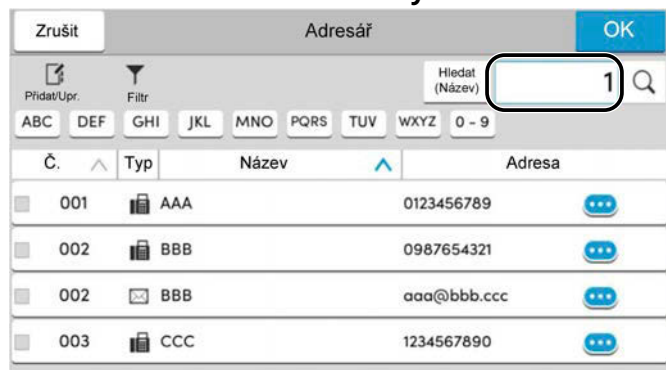 Zrušit Adresář OK
Přidat/Upr. Filtr Hledat (Název) 1
ABC DEF GHI JKL MNO PQRS TUV WXYZ 0 - 9
Č. Typ Název Adresa
001 AAA 0123456789
002 BBB 0987654321
002 BBB aaa@bbb.ccc
003 CCC 1234567890